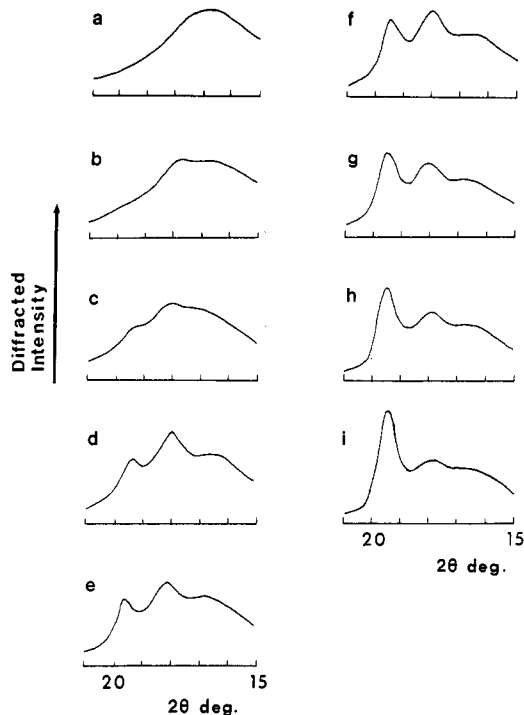 a
b
c
d
e
20 15
2θ deg.
Diffracted
Intensity
f
g
h
i
20 15
2θ deg.